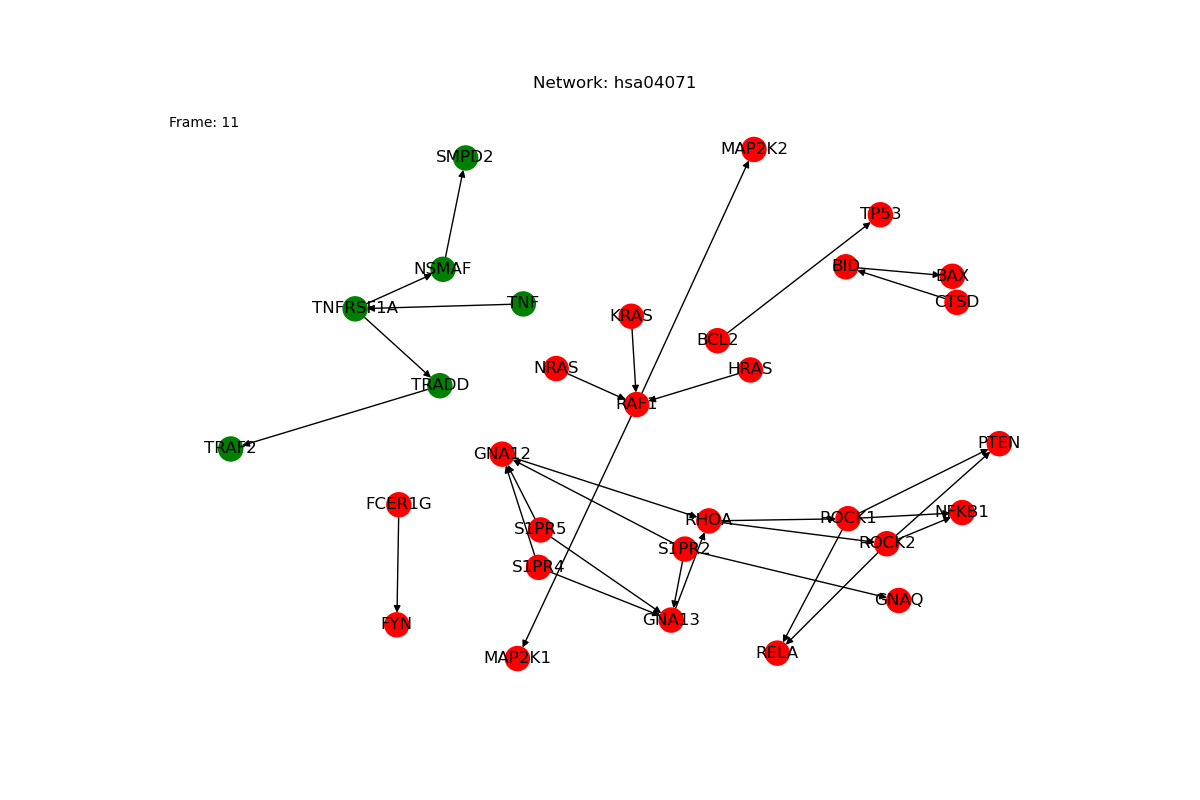 Network: hsa04071
Frame: 11
MAP2K2
SMPD2
TP53
BID
NSMAF
BAX
CTSD
TNF
TNFRSF1A
KRAS
BCL2
NRAS
HRAS
TRADD
RAF1
PTEN
TRAF2
GNA12
FCER1G
NFKB1
ROCK1
RHOA
S1PR5
ROCK2
S1PR2
S1PR4
GNAQ
GNA13
FYN
RELA
MAP2K1